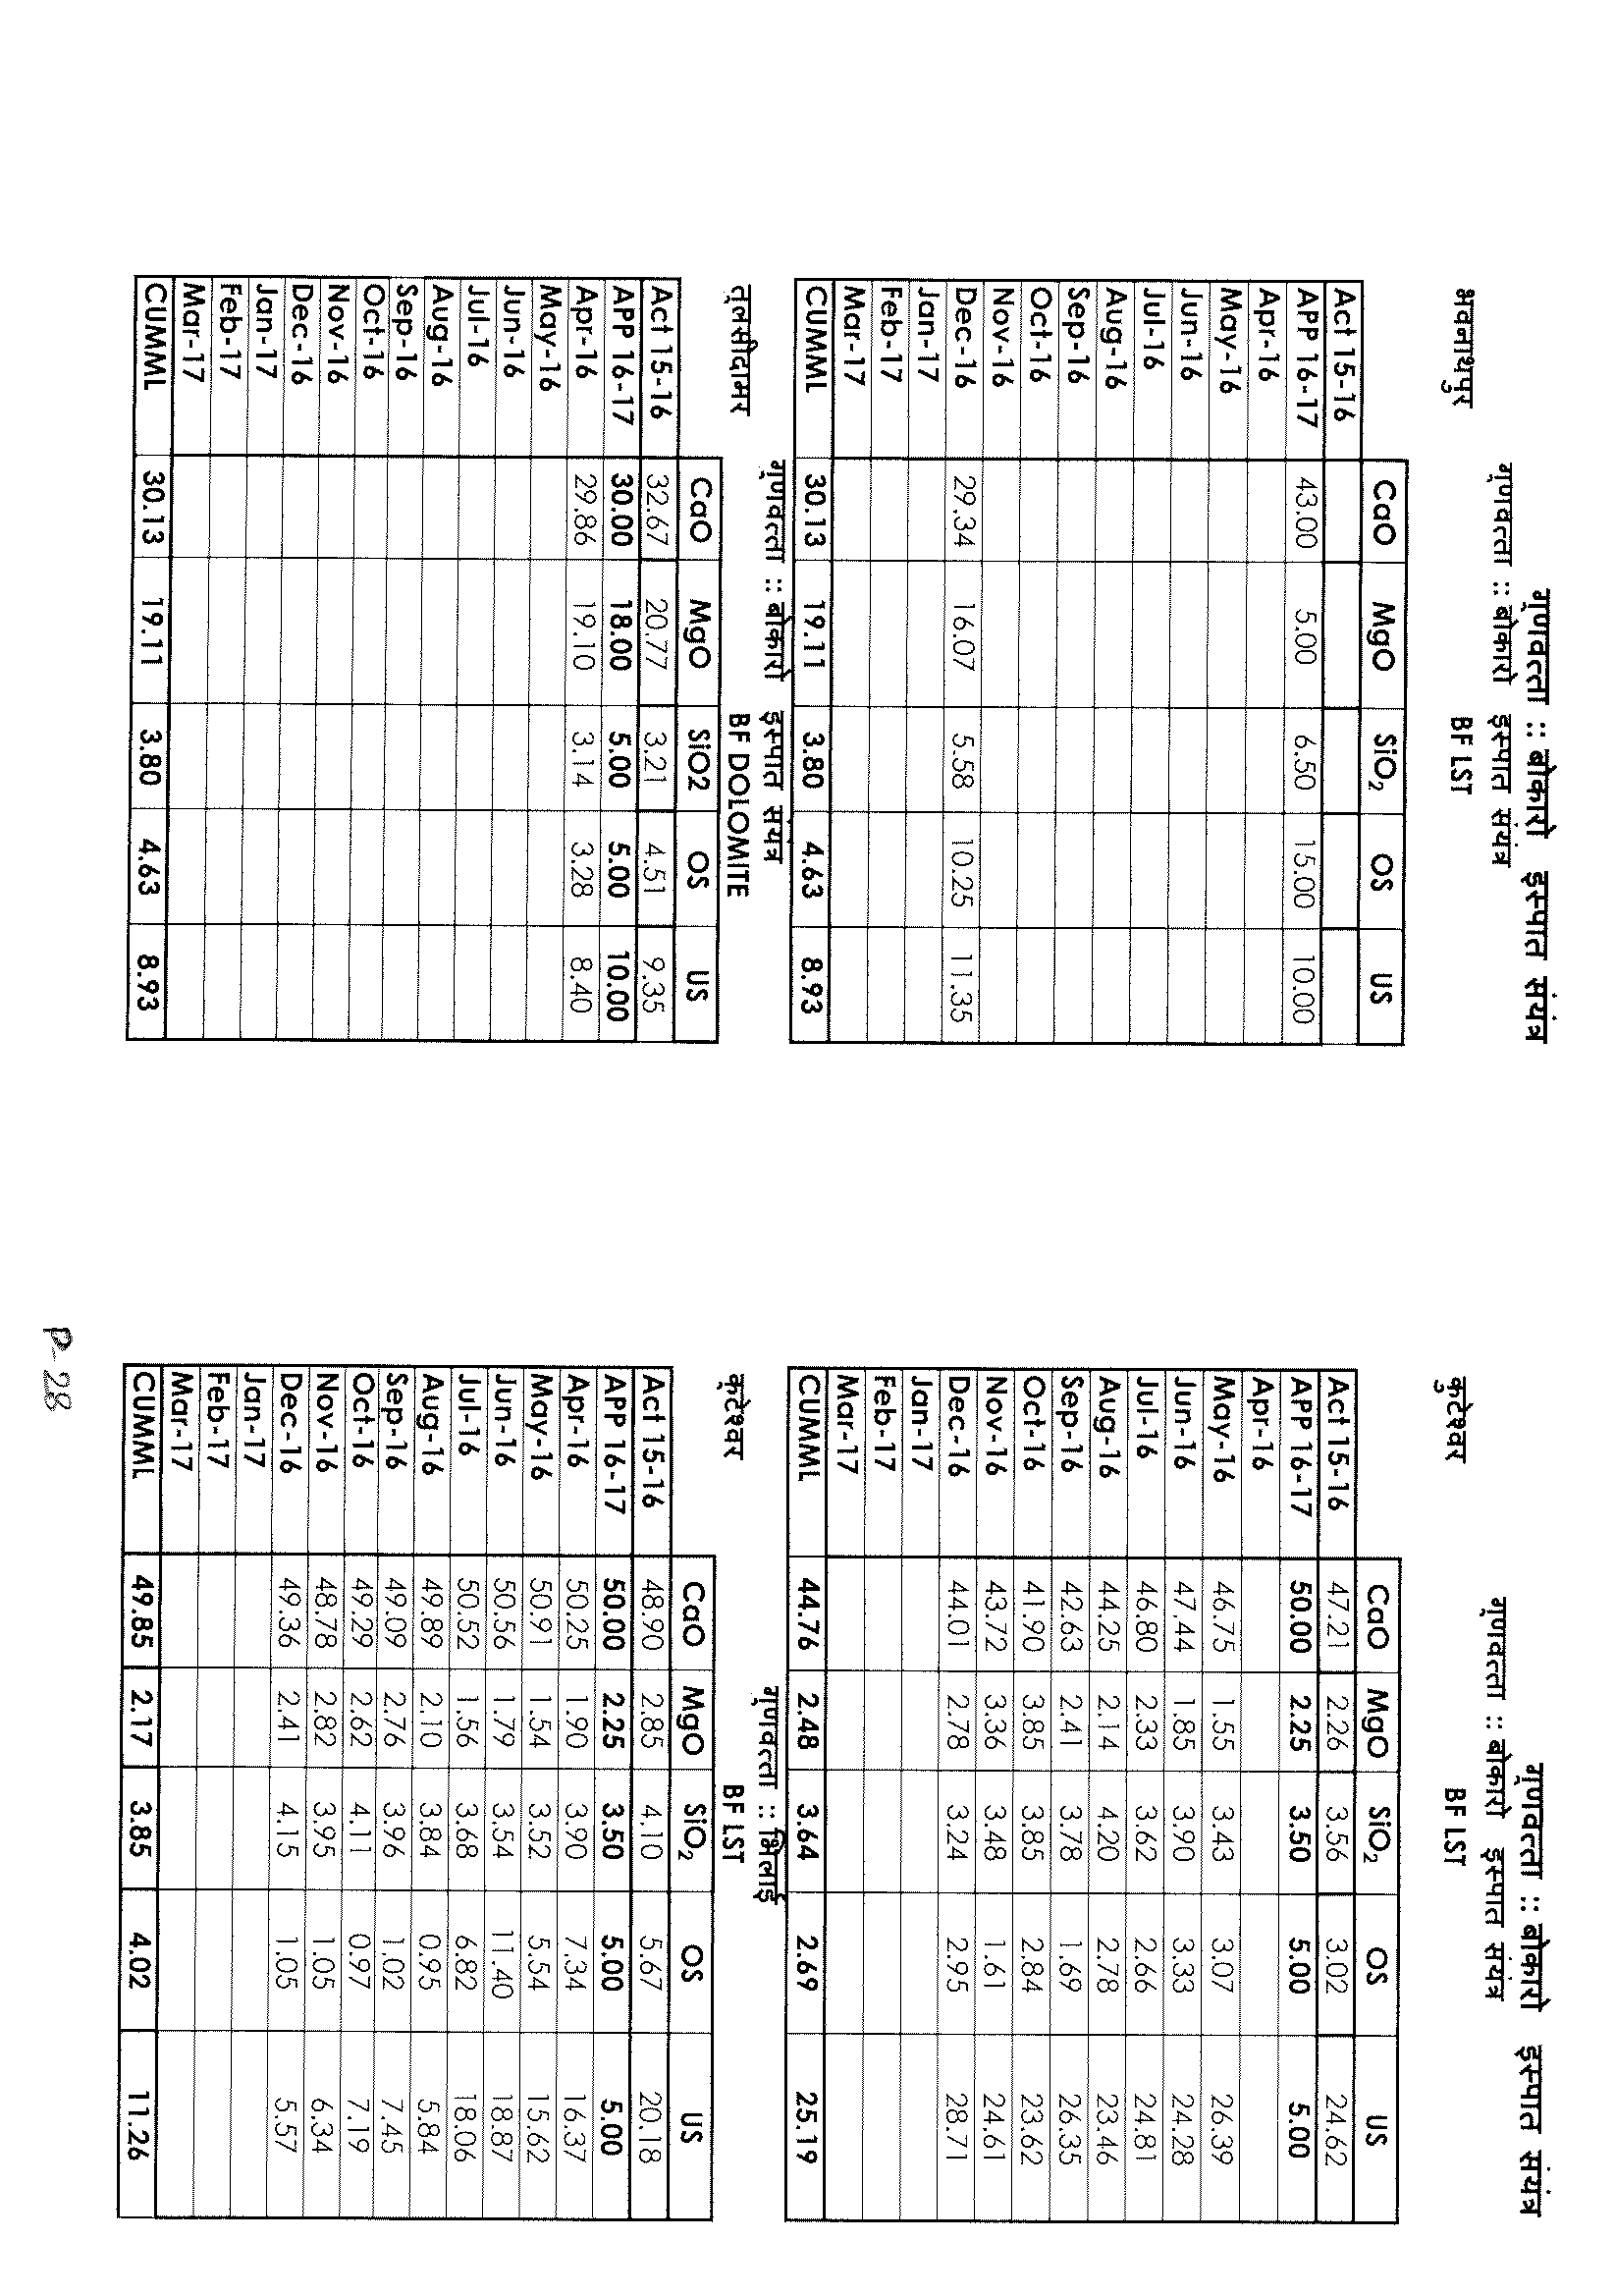 गुणवत्ता :: बोकारो इस्पात संयंत्र
गुणवत्ता :: बोकारो इस्पात संयंत्र
भवनाथपुर BF LST
CaO MgO SiO2 OS US
Act 15-16
APP 16-17 43.00 5.00 6.50 15.00 10.00
Apr-16
May-16
Jun-16
Jul-16
Aug-16
Sep-16
Oct-16
Nov-16
Dec-16 29.34 16.07 5.58 10.25 11.35
Jan-17
Feb-17
Mar-17
CUMML 30.13 19.11 3.80 4.63 8.93
गुणवत्ता :: बोकारो इस्पात संयंत्र
तुलसीदामर BF DOLOMITE
CaO MgO SiO2 OS US
Act 15-16 32.67 20.77 3.21 4.51 9.35
APP 16-17 30.00 18.00 5.00 5.00 10.00
Apr-16 29.86 19.10 3.14 3.28 8.40
May-16
Jun-16
Jul-16
Aug-16
Sep-16
Oct-16
Nov-16
Dec-16
Jan-17
Feb-17
Mar-17
CUMML 30.13 19.11 3.80 4.63 8.93
गुणवत्ता :: बोकारो इस्पात संयंत्र
गुणवत्ता :: बोकारो इस्पात संयंत्र
कुटेश्वर BF LST
CaO MgO SiO2 OS US
Act 15-16 47.21 2.26 3.56 3.02 24.62
APP 16-17 50.00 2.25 3.50 5.00 5.00
Apr-16
May-16 46.75 1.55 3.43 3.07 26.39
Jun-16 47.44 1.85 3.90 3.33 24.28
Jul-16 46.80 2.33 3.62 2.66 24.81
Aug-16 44.25 2.14 4.20 2.78 23.46
Sep-16 42.63 2.41 3.78 1.69 26.35
Oct-16 41.90 3.85 3.85 2.84 23.62
Nov-16 43.72 3.36 3.48 1.61 24.61
Dec-16 44.01 2.78 3.24 2.95 28.71
Jan-17
Feb-17
Mar-17
CUMML 44.76 2.48 3.64 2.69 25.19
गुणवत्ता :: भिलाई
कुटेश्वर BF LST
CaO MgO SiO2 OS US
Act 15-16 48.90 2.85 4.10 5.67 20.18
APP 16-17 50.00 2.25 3.50 5.00 5.00
Apr-16 50.25 1.90 3.90 7.34 16.37
May-16 50.91 1.54 3.52 5.54 15.62
Jun-16 50.56 1.79 3.54 11.40 18.87
Jul-16 50.52 1.56 3.68 6.82 18.06
Aug-16 49.89 2.10 3.84 0.95 5.84
Sep-16 49.09 2.76 3.96 1.02 7.45
Oct-16 49.29 2.62 4.11 0.97 7.19
Nov-16 48.78 2.82 3.95 1.05 6.34
Dec-16 49.36 2.41 4.15 1.05 5.57
Jan-17
Feb-17
Mar-17
CUMML 49.85 2.17 3.85 4.02 11.26
P-28